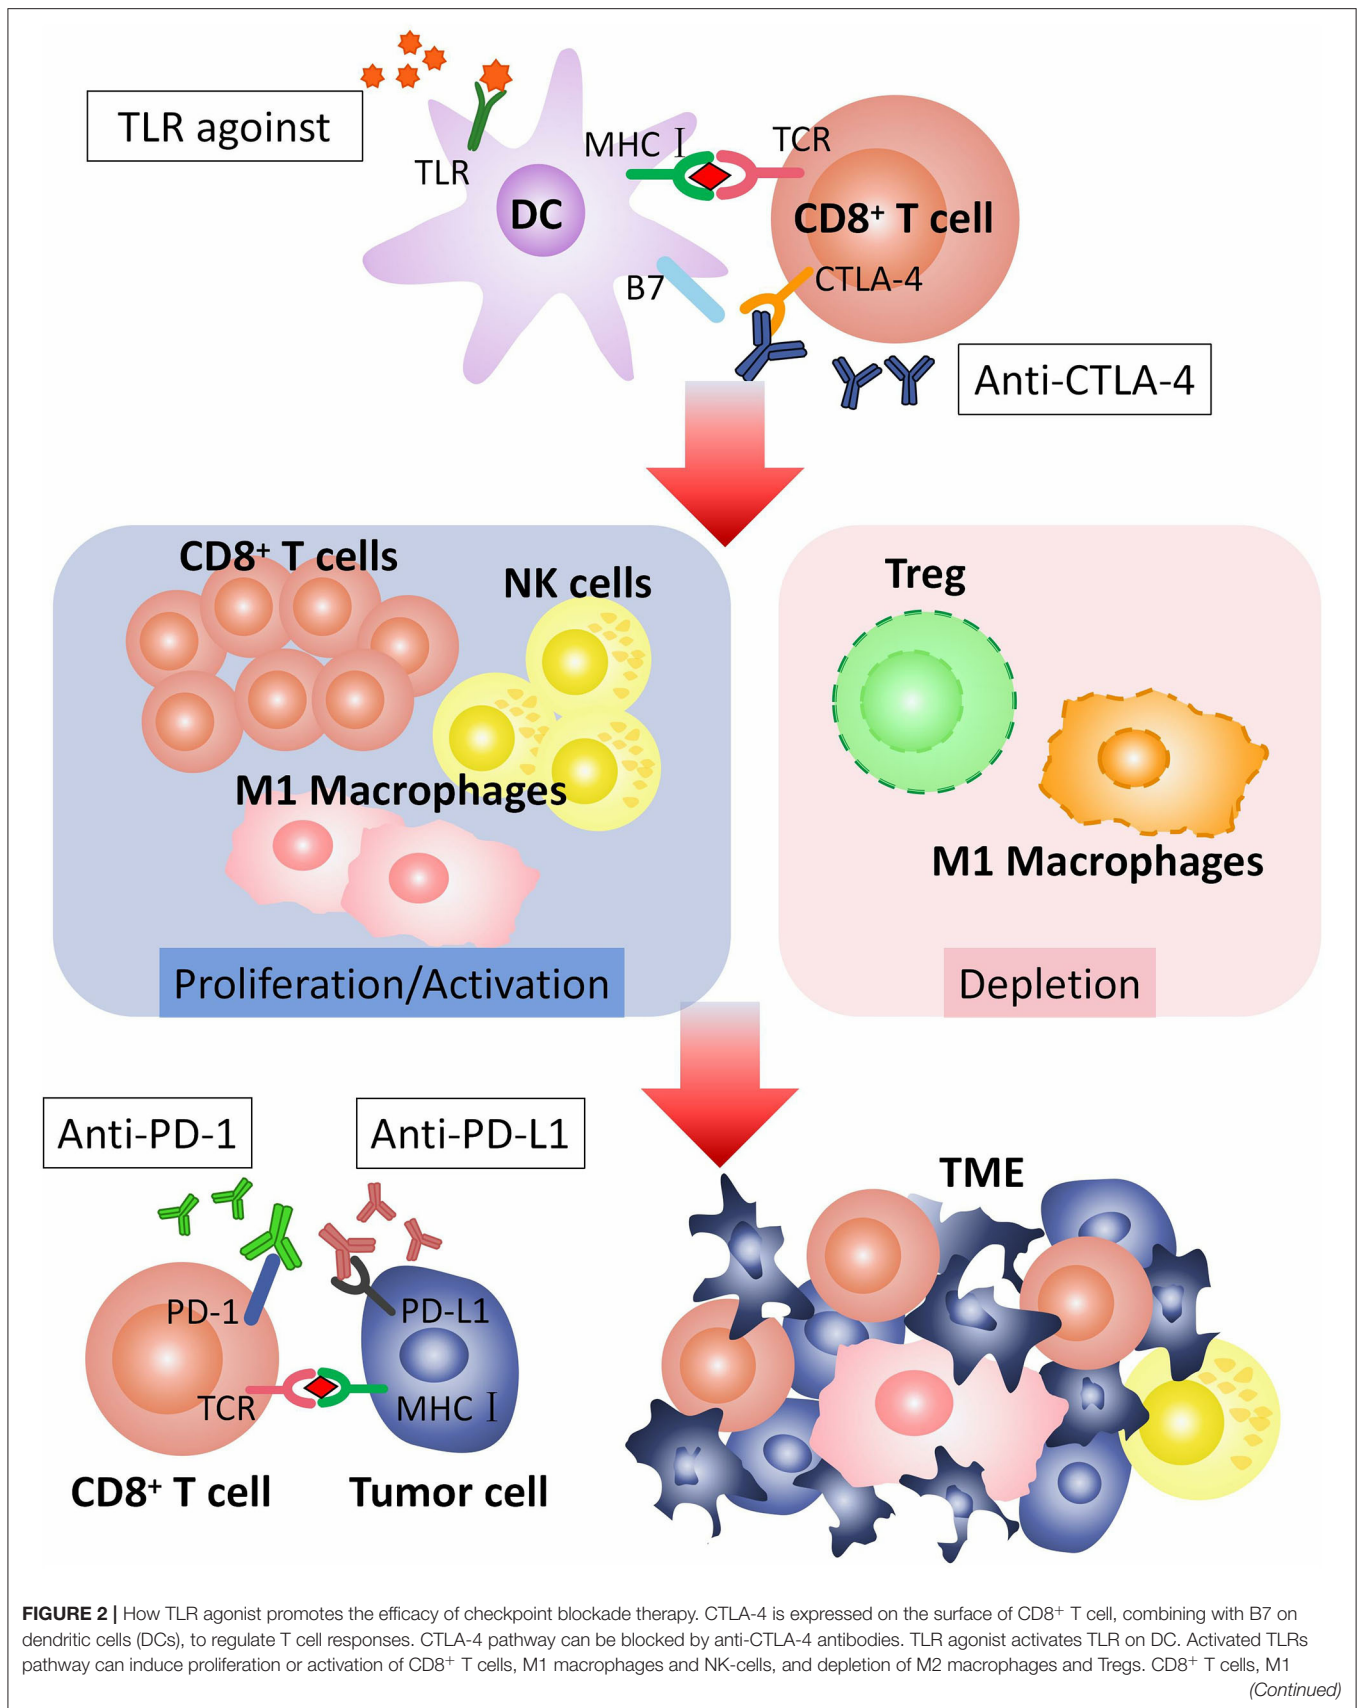 TLR agoinst
TLR
MHC I
TCR
DC
CD8+ T cell
B7
CTLA-4
Anti-CTLA-4
CD8+ T cells
NK cells
M1 Macrophages
Proliferation/Activation
Treg
M1 Macrophages
Depletion
Anti-PD-1
Anti-PD-L1
TME
PD-1
PD-L1
TCR
MHC I
CD8+ T cell
Tumor cell
FIGURE 2 | How TLR agonist promotes the efficacy of checkpoint blockade therapy. CTLA-4 is expressed on the surface of CD8+ T cell, combining with B7 on
dendritic cells (DCs), to regulate T cell responses. CTLA-4 pathway can be blocked by anti-CTLA-4 antibodies. TLR agonist activates TLR on DC. Activated TLRs
pathway can induce proliferation or activation of CD8+ T cells, M1 macrophages and NK-cells, and depletion of M2 macrophages and Tregs. CD8+ T cells, M1
(Continued)